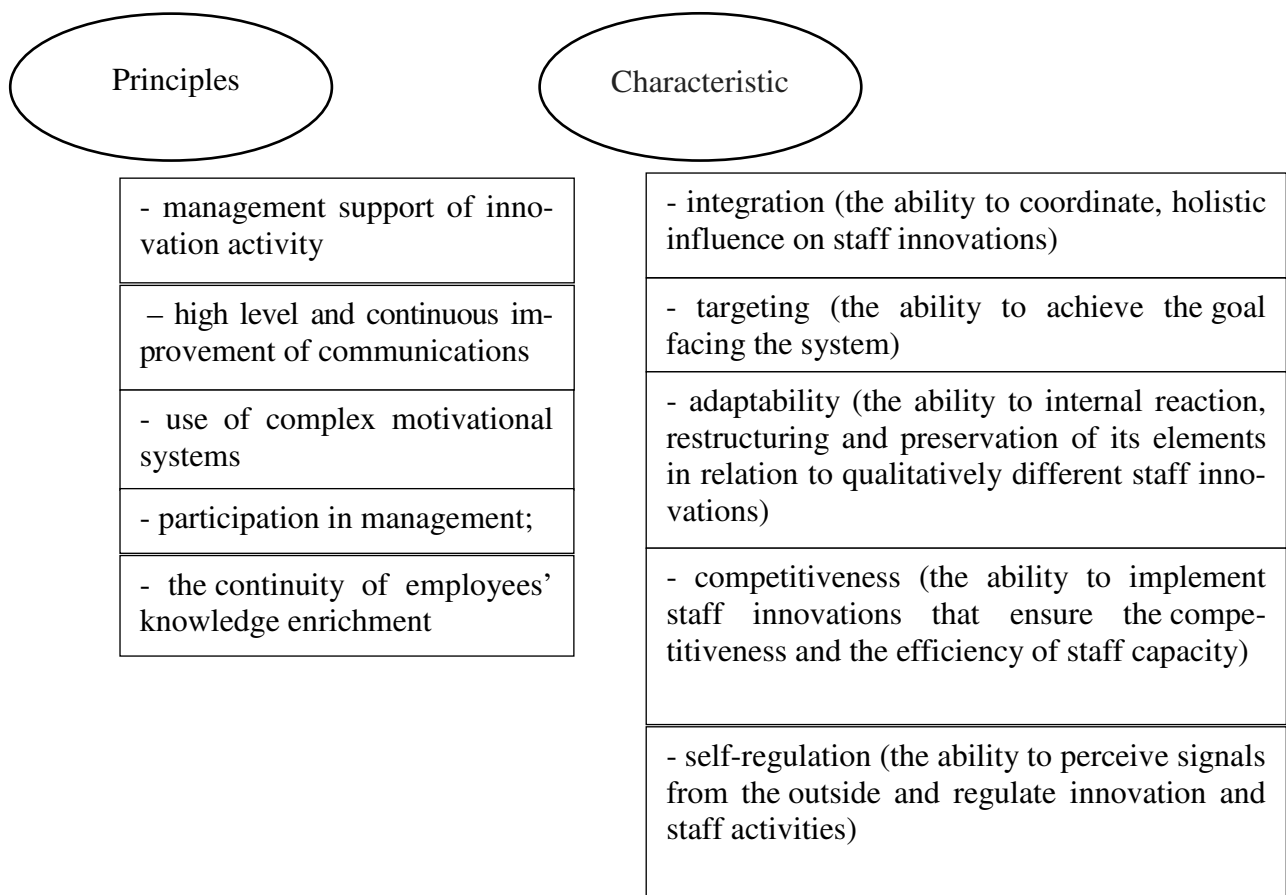 Principles
Characteristic
- management support of inno-
vation activity
– high level and continuous im-
provement of communications
- use of complex motivational
systems
- participation in management;
- the continuity of employees’
knowledge enrichment
- integration (the ability to coordinate, holistic
influence on staff innovations)
- targeting (the ability to achieve the goal
facing the system)
- adaptability (the ability to internal reaction,
restructuring and preservation of its elements
in relation to qualitatively different staff inno-
vations)
- competitiveness (the ability to implement
staff innovations that ensure the compe-
titiveness and the efficiency of staff capacity)
- self-regulation (the ability to perceive signals
from the outside and regulate innovation and
staff activities)